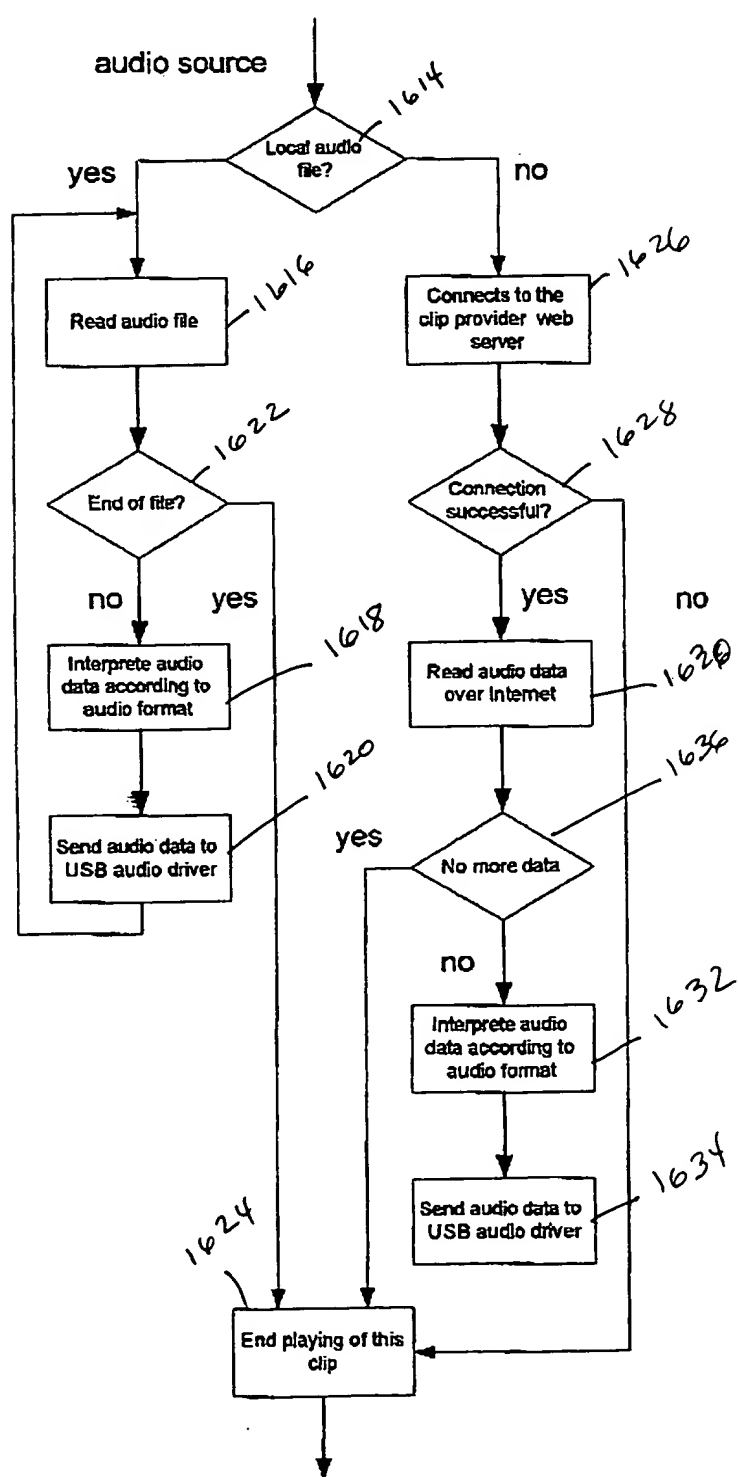 audio source
1614
Local audio
file?
yes
no
1616
Read audio file
1626
Connects to the
clip provider web
server
1622
End of file?
1628
Connection
successful?
no
yes
yes
no
1618
Interprete audio
data according to
audio format
1630
Read audio data
over Internet
1620
Send audio data to
USB audio driver
1636
yes
No more data
no
1632
Interprete audio
data according to
audio format
1634
Send audio data to
USB audio driver
1624
End playing of this
clip